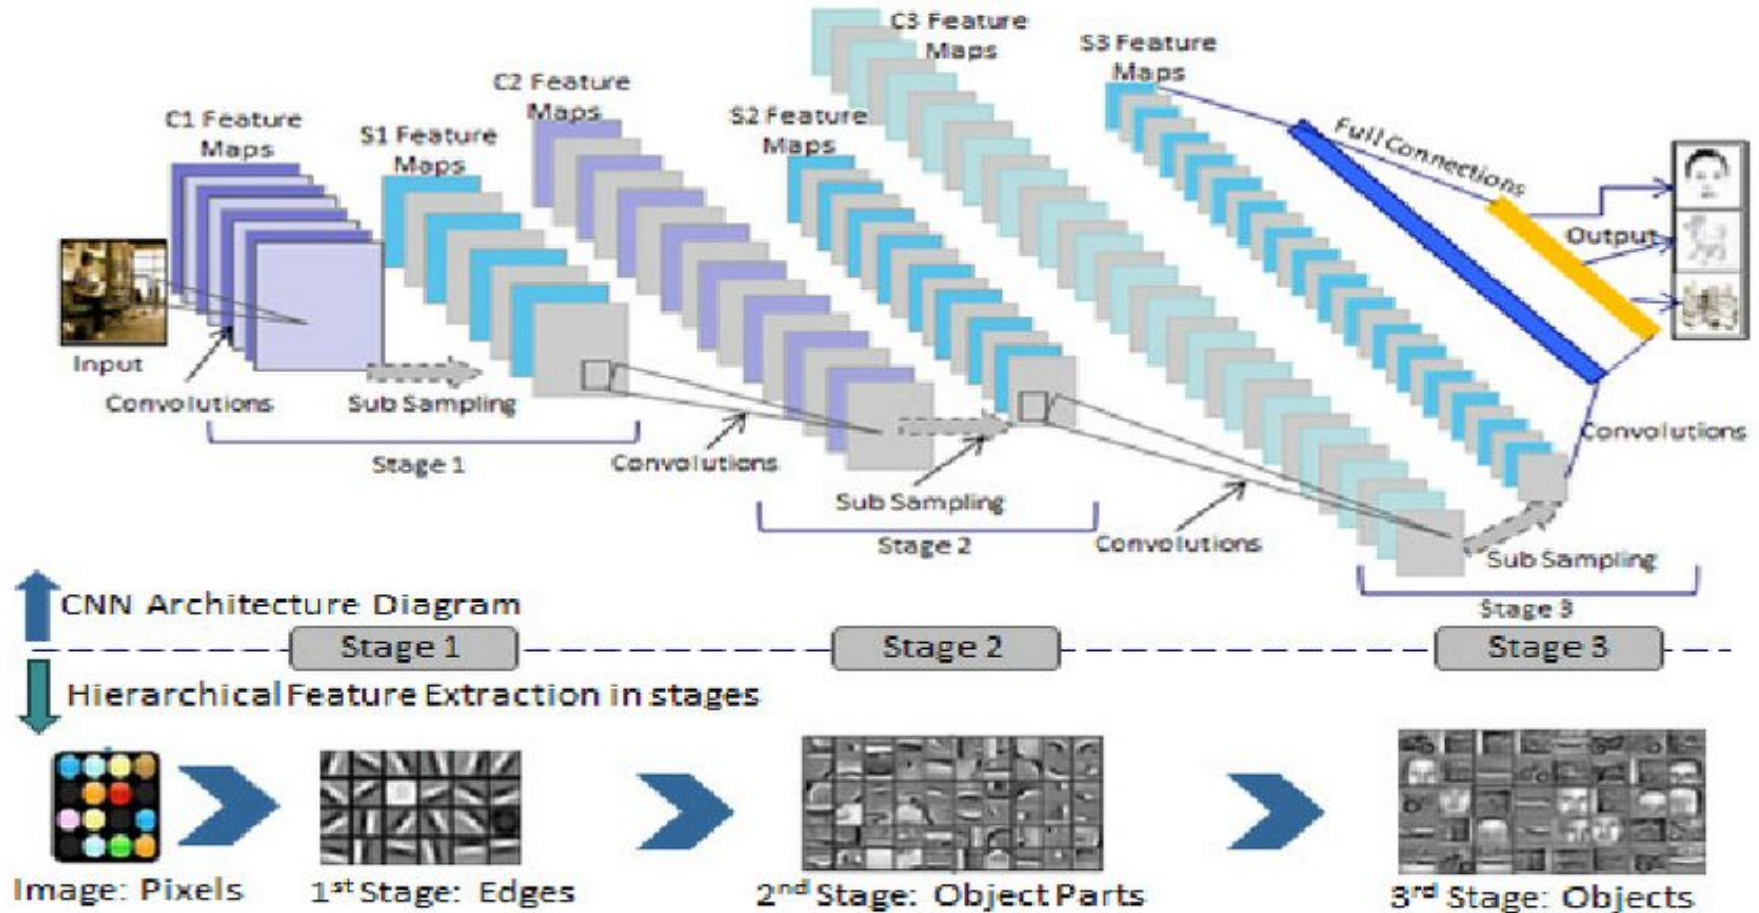 C3 Feature
Maps
S3 Feature
Maps
C2 Feature
Maps
S2 Feature
Maps
C1 Feature
Maps
S1 Feature
Maps
Full Connections
Output
Input
Convolutions
Sub Sampling
Stage 1
Convolutions
Sub Sampling
Stage 2
Convolutions
Convolutions
Sub Sampling
Stage 3
CNN Architecture Diagram
Stage 1
Stage 2
Stage 3
Hierarchical Feature Extraction in stages
Image: Pixels
1st Stage: Edges
2nd Stage: Object Parts
3rd Stage: Objects